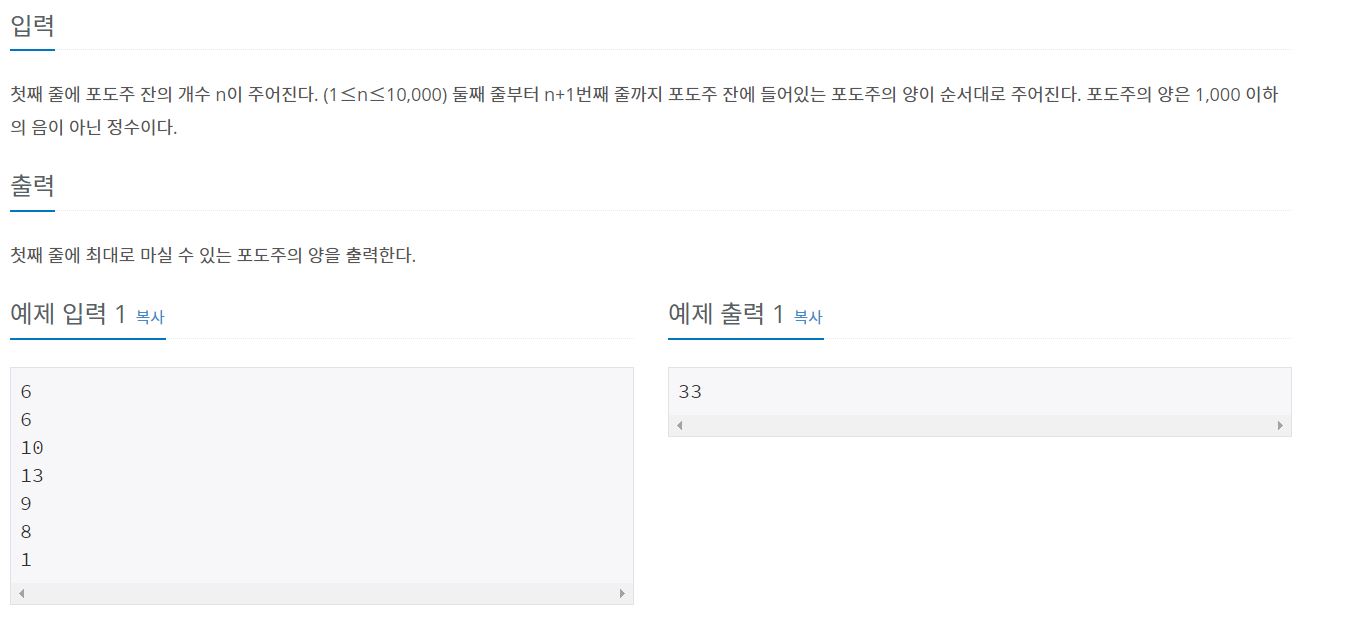 입력
첫째 줄에 포도주 잔의 개수 n이 주어진다. (1≤n≤10,000) 둘째 줄부터 n+1번째 줄까지 포도주 잔에 들어있는 포도주의 양이 순서대로 주어진다. 포도주의 양은 1,000 이하
의 음이 아닌 정수이다.
출력
첫째 줄에 최대로 마실 수 있는 포도주의 양을 출력한다.
예제 입력 1 복사
6
6
10
13
9
8
1
예제 출력 1 복사
33